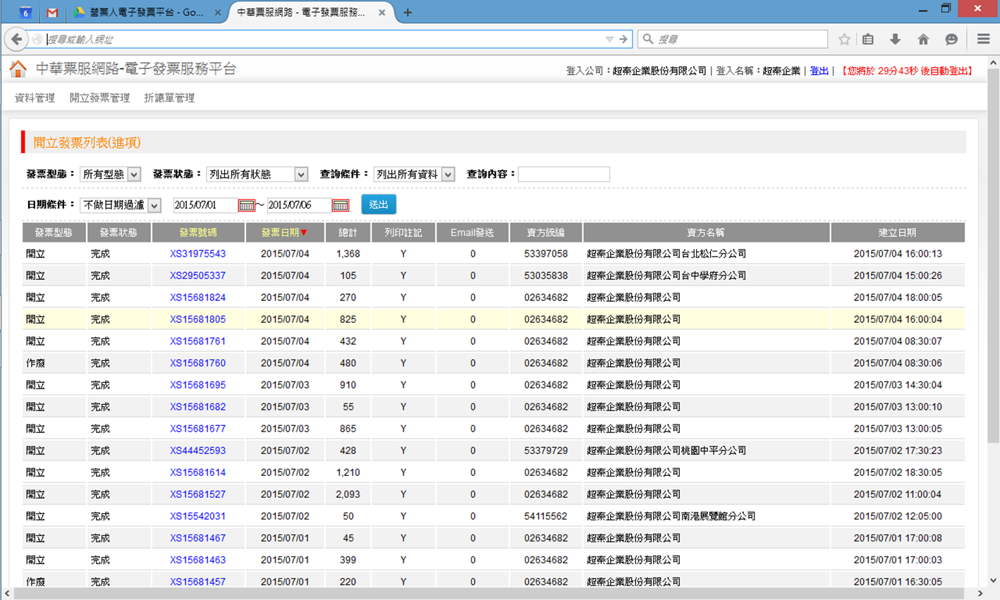 6
營業人電子發票平台 - Go...
中華票服網路 - 電子發票服務...
搜尋或輸入網址
搜尋
中華票服網路-電子發票服務平台
登入公司：超秦企業股份有限公司 | 登入名稱：超秦企業 | 登出 | 【您將於 29分43秒 後自動登出】
資料管理 開立發票管理 折讓單管理
開立發票列表(進項)
發票型態： 所有型態 發票狀態： 列出所有狀態 查詢條件： 列出所有資料 查詢內容：
日期條件： 不做日期過濾 2015/07/01 ～ 2015/07/06 送出
發票型態 發票狀態 發票號碼 發票日期▼ 總計 列印註記 Email發送 賣方統編 賣方名稱 建立日期
開立 完成 XS31975543 2015/07/04 1,368 Y 0 53397058 超秦企業股份有限公司台北松仁分公司 2015/07/04 16:00:13
開立 完成 XS29505337 2015/07/04 105 Y 0 53035838 超秦企業股份有限公司台中學府分公司 2015/07/04 15:00:26
開立 完成 XS15681824 2015/07/04 270 Y 0 02634682 超秦企業股份有限公司 2015/07/04 18:00:05
開立 完成 XS15681805 2015/07/04 825 Y 0 02634682 超秦企業股份有限公司 2015/07/04 16:00:04
開立 完成 XS15681761 2015/07/04 432 Y 0 02634682 超秦企業股份有限公司 2015/07/04 08:30:07
作廢 完成 XS15681760 2015/07/04 480 Y 0 02634682 超秦企業股份有限公司 2015/07/04 08:30:06
開立 完成 XS15681695 2015/07/03 910 Y 0 02634682 超秦企業股份有限公司 2015/07/03 14:30:04
開立 完成 XS15681682 2015/07/03 55 Y 0 02634682 超秦企業股份有限公司 2015/07/03 13:00:10
開立 完成 XS15681677 2015/07/03 865 Y 0 02634682 超秦企業股份有限公司 2015/07/03 13:00:05
開立 完成 XS44452593 2015/07/02 428 Y 0 53379729 超秦企業股份有限公司桃園中平分公司 2015/07/02 17:30:23
開立 完成 XS15681614 2015/07/02 1,210 Y 0 02634682 超秦企業股份有限公司 2015/07/02 18:30:05
開立 完成 XS15681527 2015/07/02 2,093 Y 0 02634682 超秦企業股份有限公司 2015/07/02 11:00:04
開立 完成 XS15542031 2015/07/02 50 Y 0 54115562 超秦企業股份有限公司南港展覽館分公司 2015/07/02 12:05:00
開立 完成 XS15681467 2015/07/01 45 Y 0 02634682 超秦企業股份有限公司 2015/07/01 17:00:08
開立 完成 XS15681463 2015/07/01 399 Y 0 02634682 超秦企業股份有限公司 2015/07/01 17:00:03
作廢 完成 XS15681457 2015/07/01 220 Y 0 02634682 超秦企業股份有限公司 2015/07/01 16:30:05